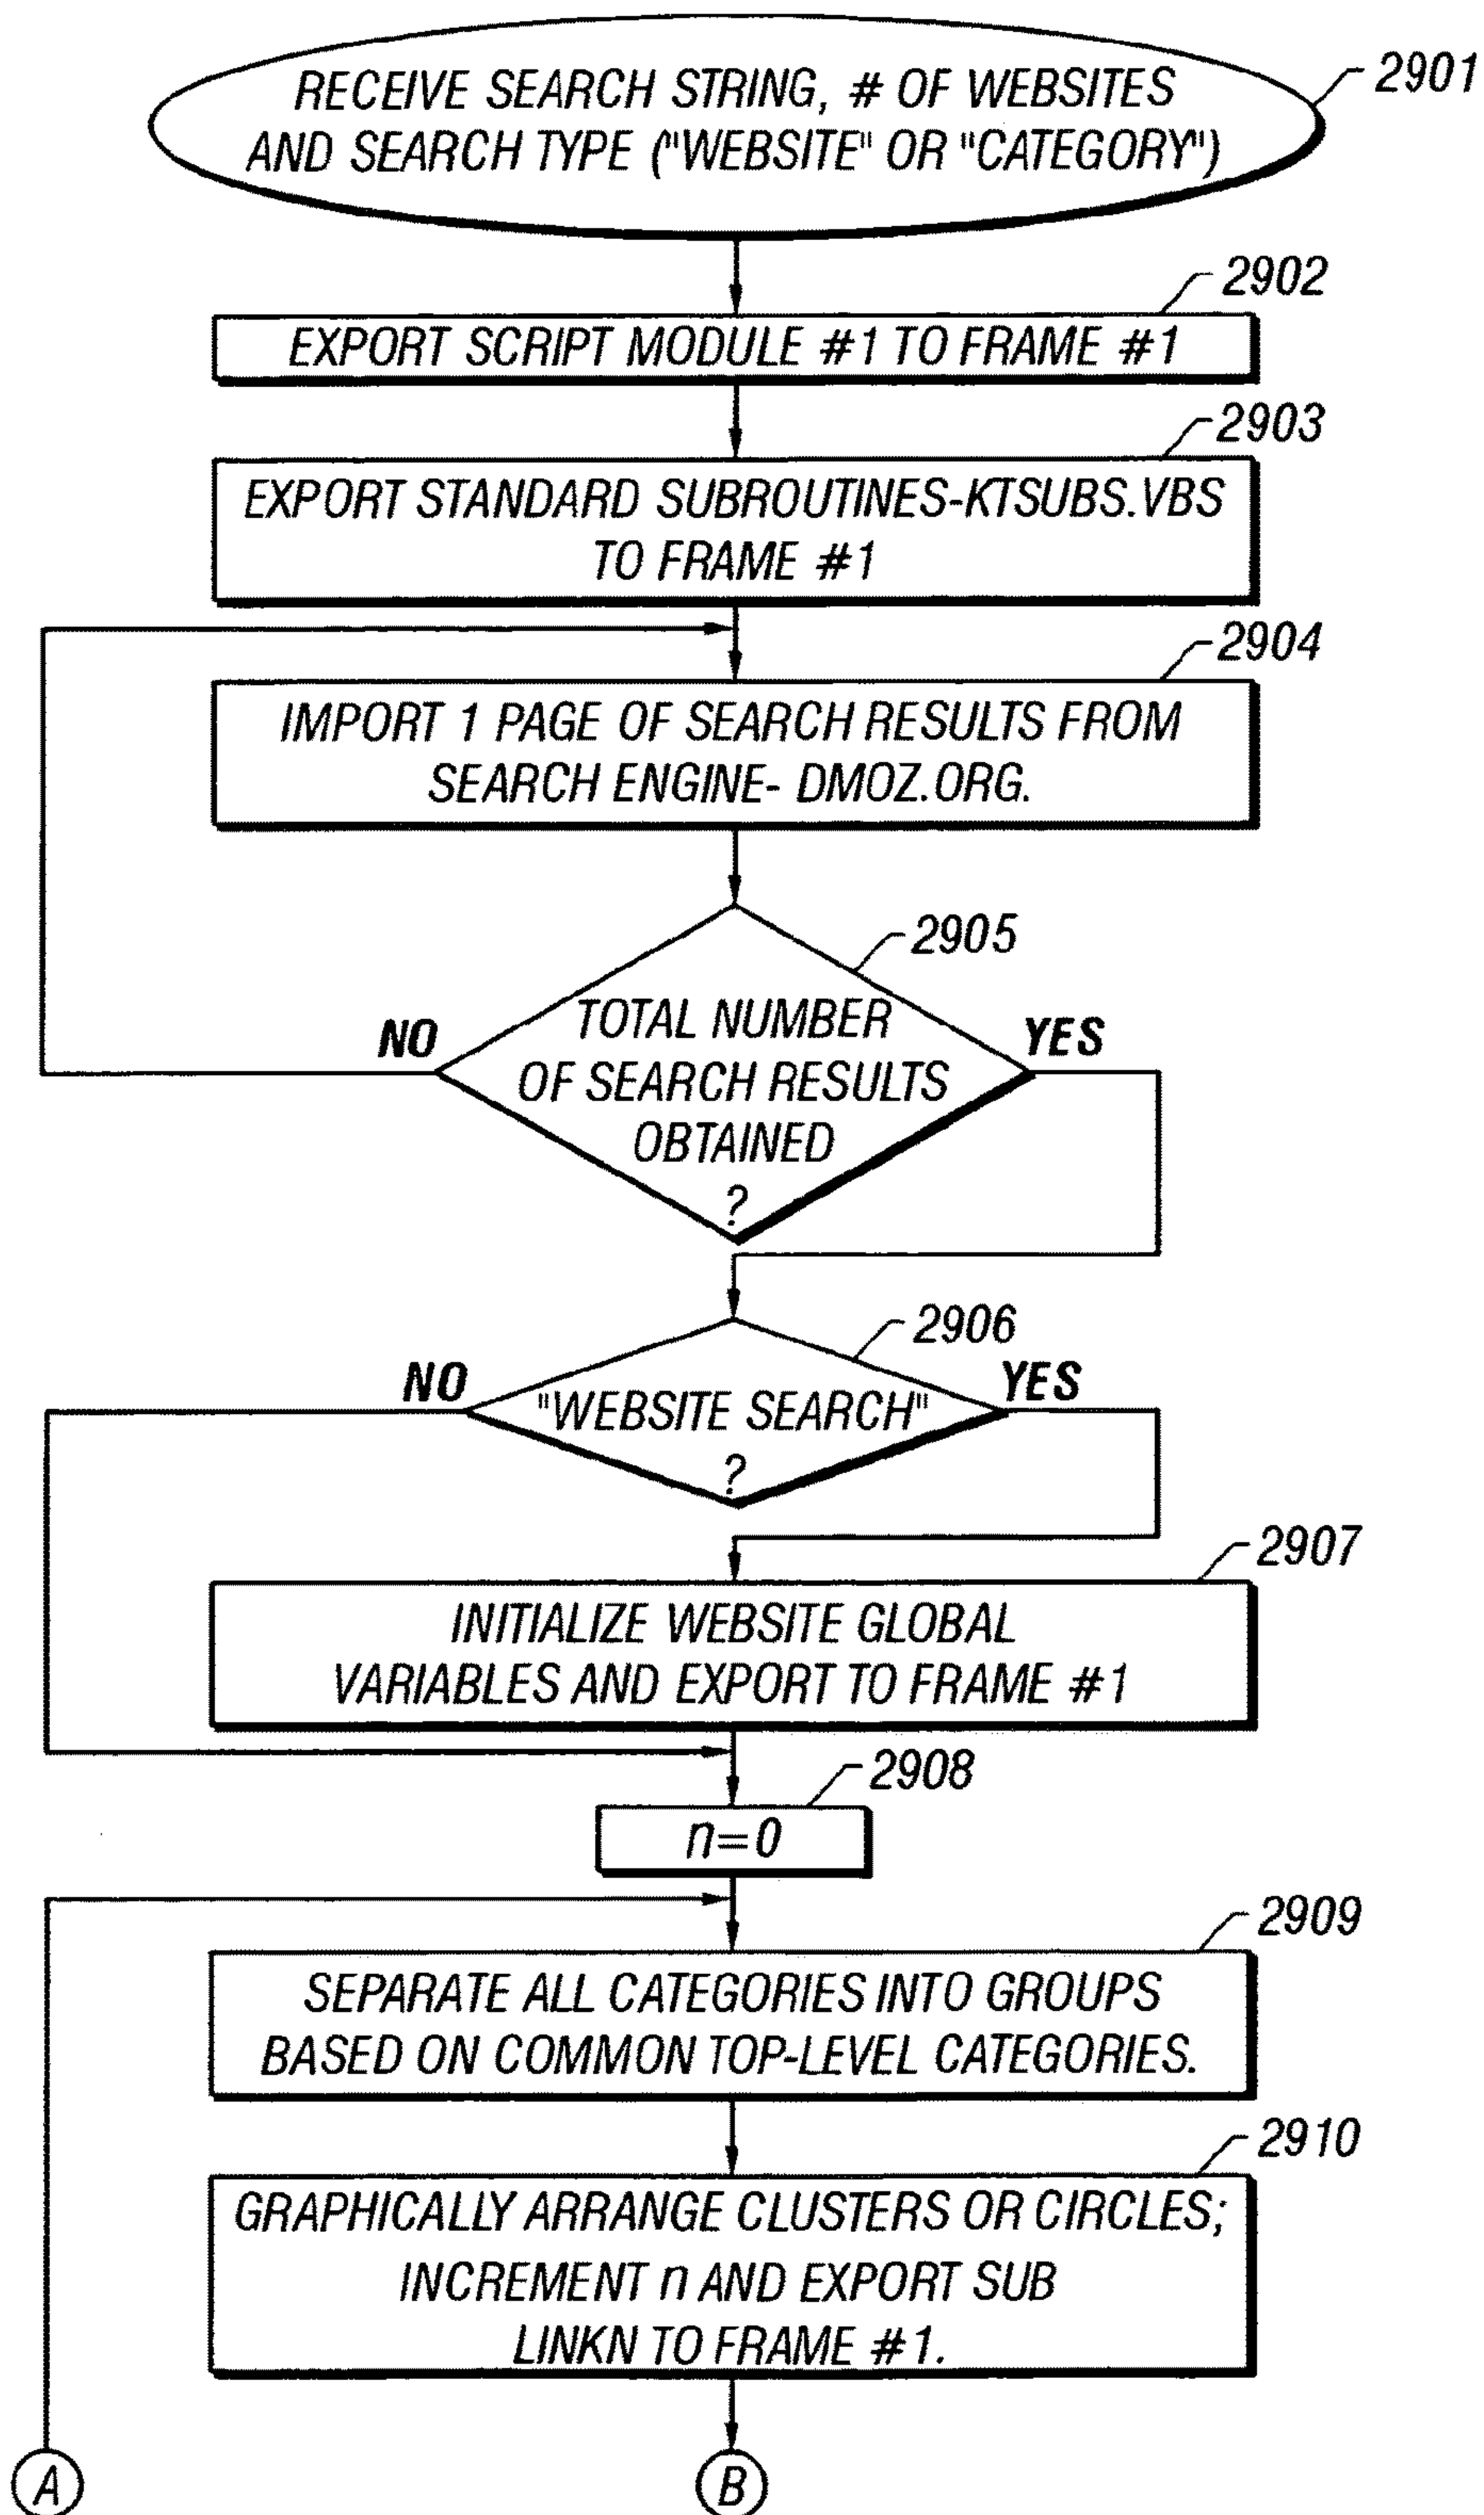 RECEIVE SEARCH STRING, # OF WEBSITES
AND SEARCH TYPE ("WEBSITE" OR "CATEGORY")
2901
2902
EXPORT SCRIPT MODULE #1 TO FRAME #1
2903
EXPORT STANDARD SUBROUTINES-KTSUBS.VBS
TO FRAME #1
2904
IMPORT 1 PAGE OF SEARCH RESULTS FROM
SEARCH ENGINE- DMOZ.ORG.
2905
NO
YES
TOTAL NUMBER
OF SEARCH RESULTS
OBTAINED
?
2906
NO
YES
"WEBSITE SEARCH"
?
2907
INITIALIZE WEBSITE GLOBAL
VARIABLES AND EXPORT TO FRAME #1
2908
n=0
2909
SEPARATE ALL CATEGORIES INTO GROUPS
BASED ON COMMON TOP-LEVEL CATEGORIES.
2910
GRAPHICALLY ARRANGE CLUSTERS OR CIRCLES;
INCREMENT n AND EXPORT SUB
LINKN TO FRAME #1.
A
B